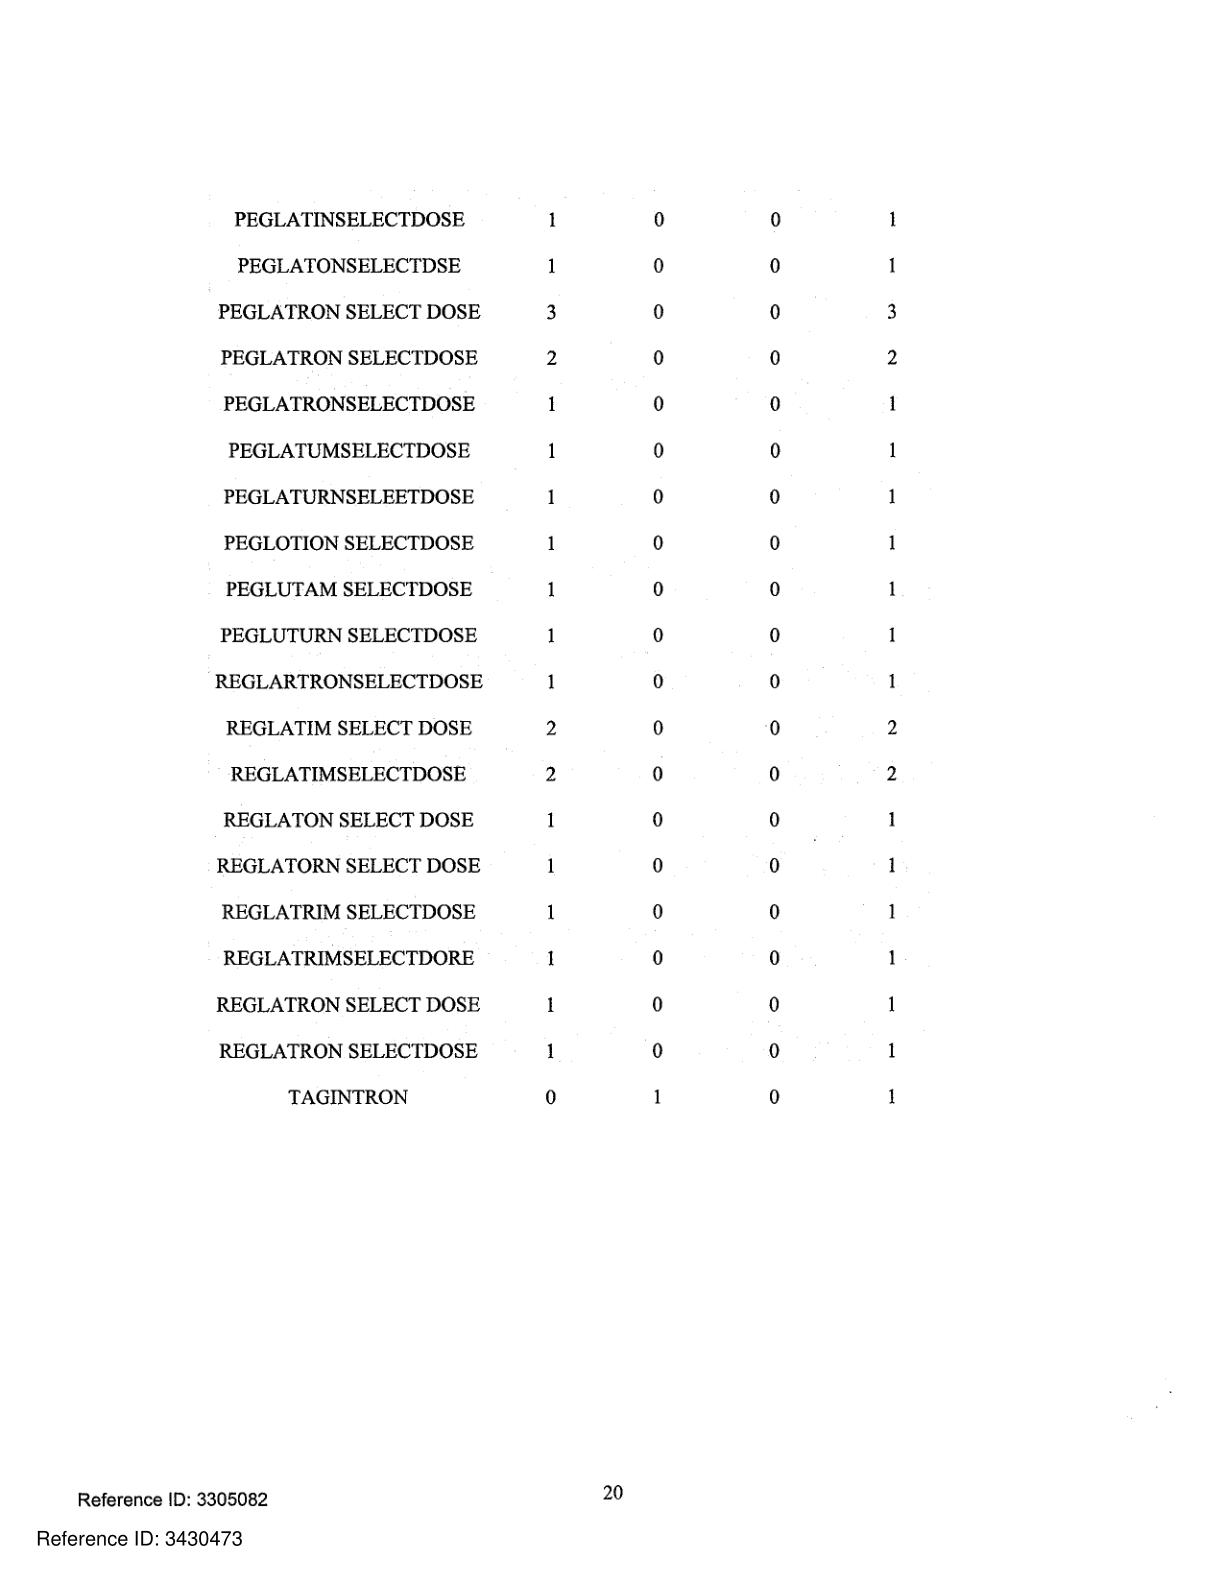 PEGLATINSELECTDOSE 1 0 0 1
PEGLATONSELECTDSE 1 0 0 1
PEGLATRON SELECT DOSE 3 0 0 3
PEGLATRON SELECTDOSE 2 0 0 2
PEGLATRONSELECTDOSE 1 0 0 1
PEGLATUMSELECTDOSE 1 0 0 1
PEGLATURNSELEETDOSE 1 0 0 1
PEGLOTION SELECTDOSE 1 0 0 1
PEGLUTAM SELECTDOSE 1 0 0 1
PEGLUTURN SELECTDOSE 1 0 0 1
REGLARTRONSELECTDOSE 1 0 0 1
REGLATIM SELECT DOSE 2 0 0 2
REGLATIMSELECTDOSE 2 0 0 2
REGLATON SELECT DOSE 1 0 0 1
REGLATORN SELECT DOSE 1 0 0 1
REGLATRIM SELECTDOSE 1 0 0 1
REGLATRIMSELECTDORE 1 0 0 1
REGLATRON SELECT DOSE 1 0 0 1
REGLATRON SELECTDOSE 1 0 0 1
TAGINTRON 0 1 0 1
20
Reference ID: 3305082
Reference ID: 3430473